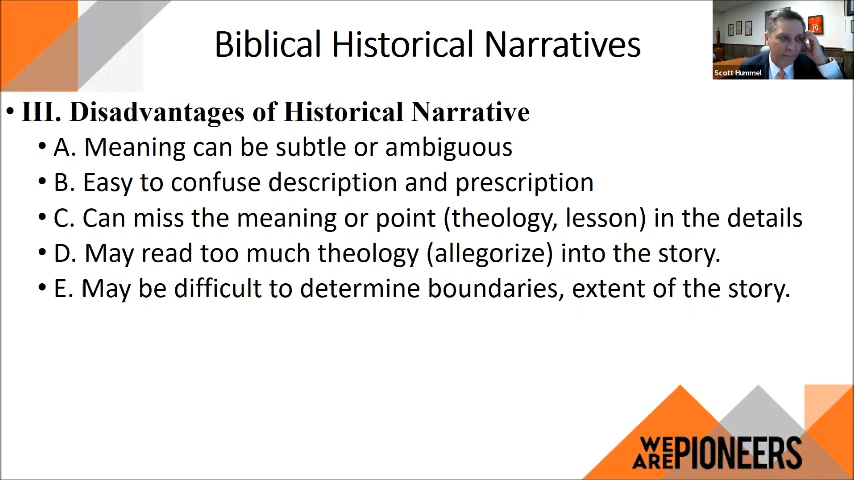 Biblical Historical Narratives
Scott Hummel
• III. Disadvantages of Historical Narrative
• A. Meaning can be subtle or ambiguous
• B. Easy to confuse description and prescription
• C. Can miss the meaning or point (theology, lesson) in the details
• D. May read too much theology (allegorize) into the story.
• E. May be difficult to determine boundaries, extent of the story.
WE ARE PIONEERS